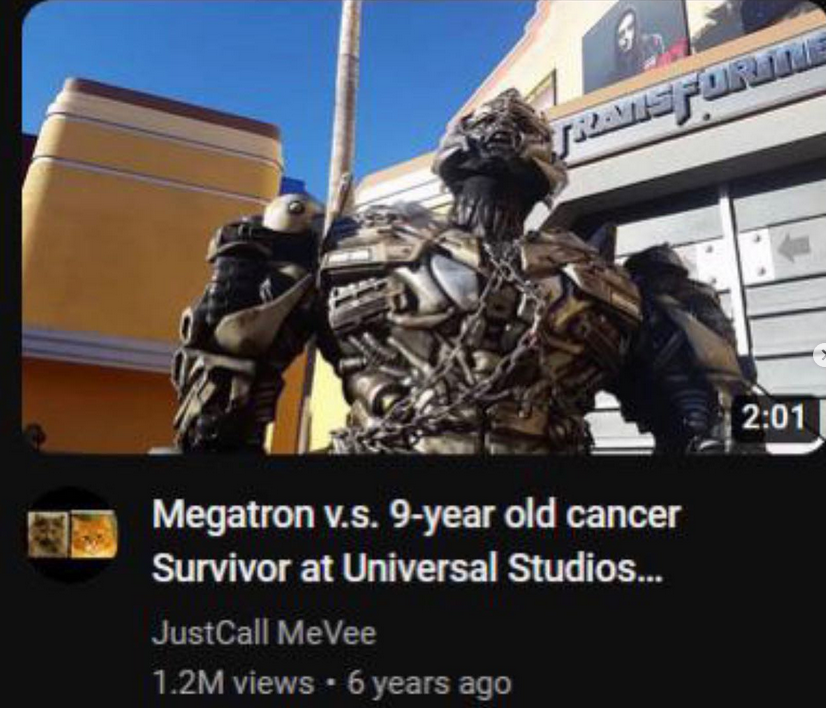 TRANSFORME
2:01
Megatron v.s. 9-year old cancer
Survivor at Universal Studios...
JustCall MeVee
1.2M views • 6 years ago